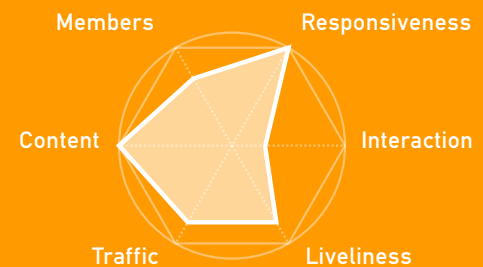 Members
Responsiveness
Content
Interaction
Traffic
Liveliness